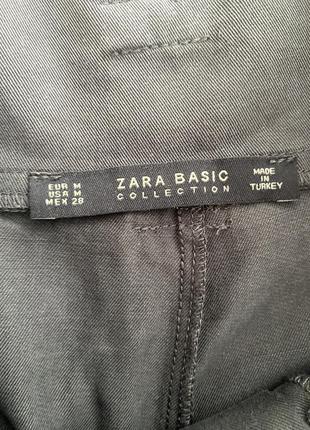 EUR M
USA M
MEX 28
ZARA BASIC
COLLECTION
MADE
IN
TURKEY